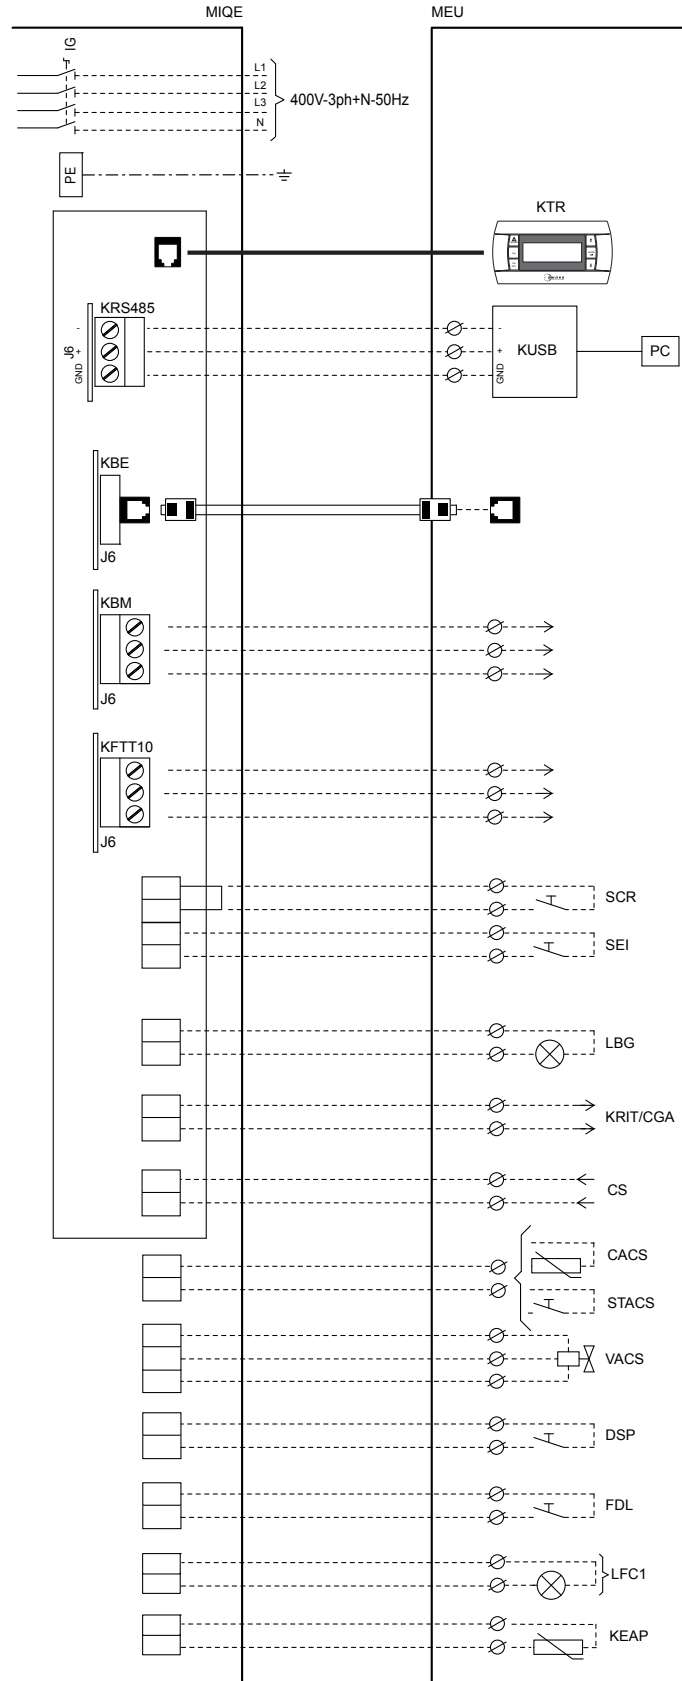 MIQE
MEU
IG
L1
L2
L3
N
400V-3ph+N-50Hz
PE
KTR
KRS485
-
+
GND
J6
-
+
GND
KUSB
PC
KBE
J6
KBM
J6
KFTT10
J6
SCR
SEI
LBG
KRIT/CGA
CS
CACS
STACS
VACS
DSP
FDL
LFC1
KEAP